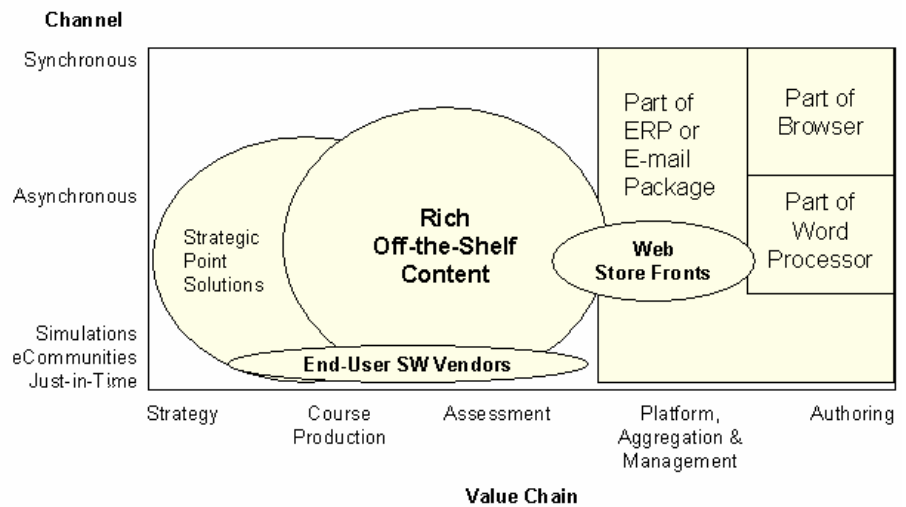 Channel
Synchronous
Asynchronous
Simulations
eCommunities
Just-in-Time
Strategic
Point
Solutions
Rich
Off-the-Shelf
Content
End-User SW Vendors
Web
Store Fronts
Part of
ERP or
E-mail
Package
Part of
Browser
Part of
Word
Processor
Strategy
Course
Production
Assessment
Platform,
Aggregation &
Management
Authoring
Value Chain